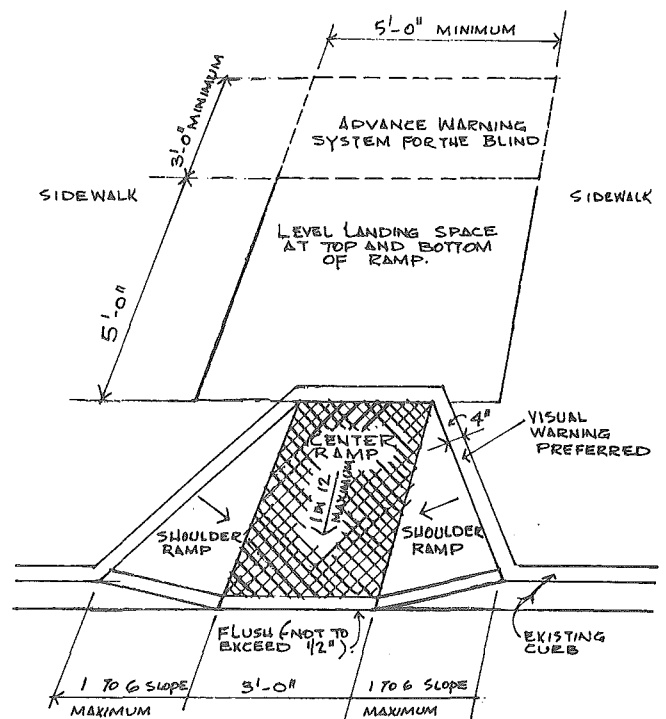 5'-0" MINIMUM
3'-0" MINIMUM
ADVANCE WARNING
SYSTEM FOR THE BLIND
SIDEWALK
SIDEWALK
LEVEL LANDING SPACE
AT TOP AND BOTTOM
OF RAMP.
5'-0"
4"
VISUAL
WARNING
PREFERRED
CENTER
RAMP
1 IN 12
MAXIMUM
SHOULDER
RAMP
SHOULDER
RAMP
FLUSH (NOT TO
EXCEED 1/2").
EXISTING
CURB
1 TO 6 SLOPE
MAXIMUM
3'-0"
1 TO 6 SLOPE
MAXIMUM